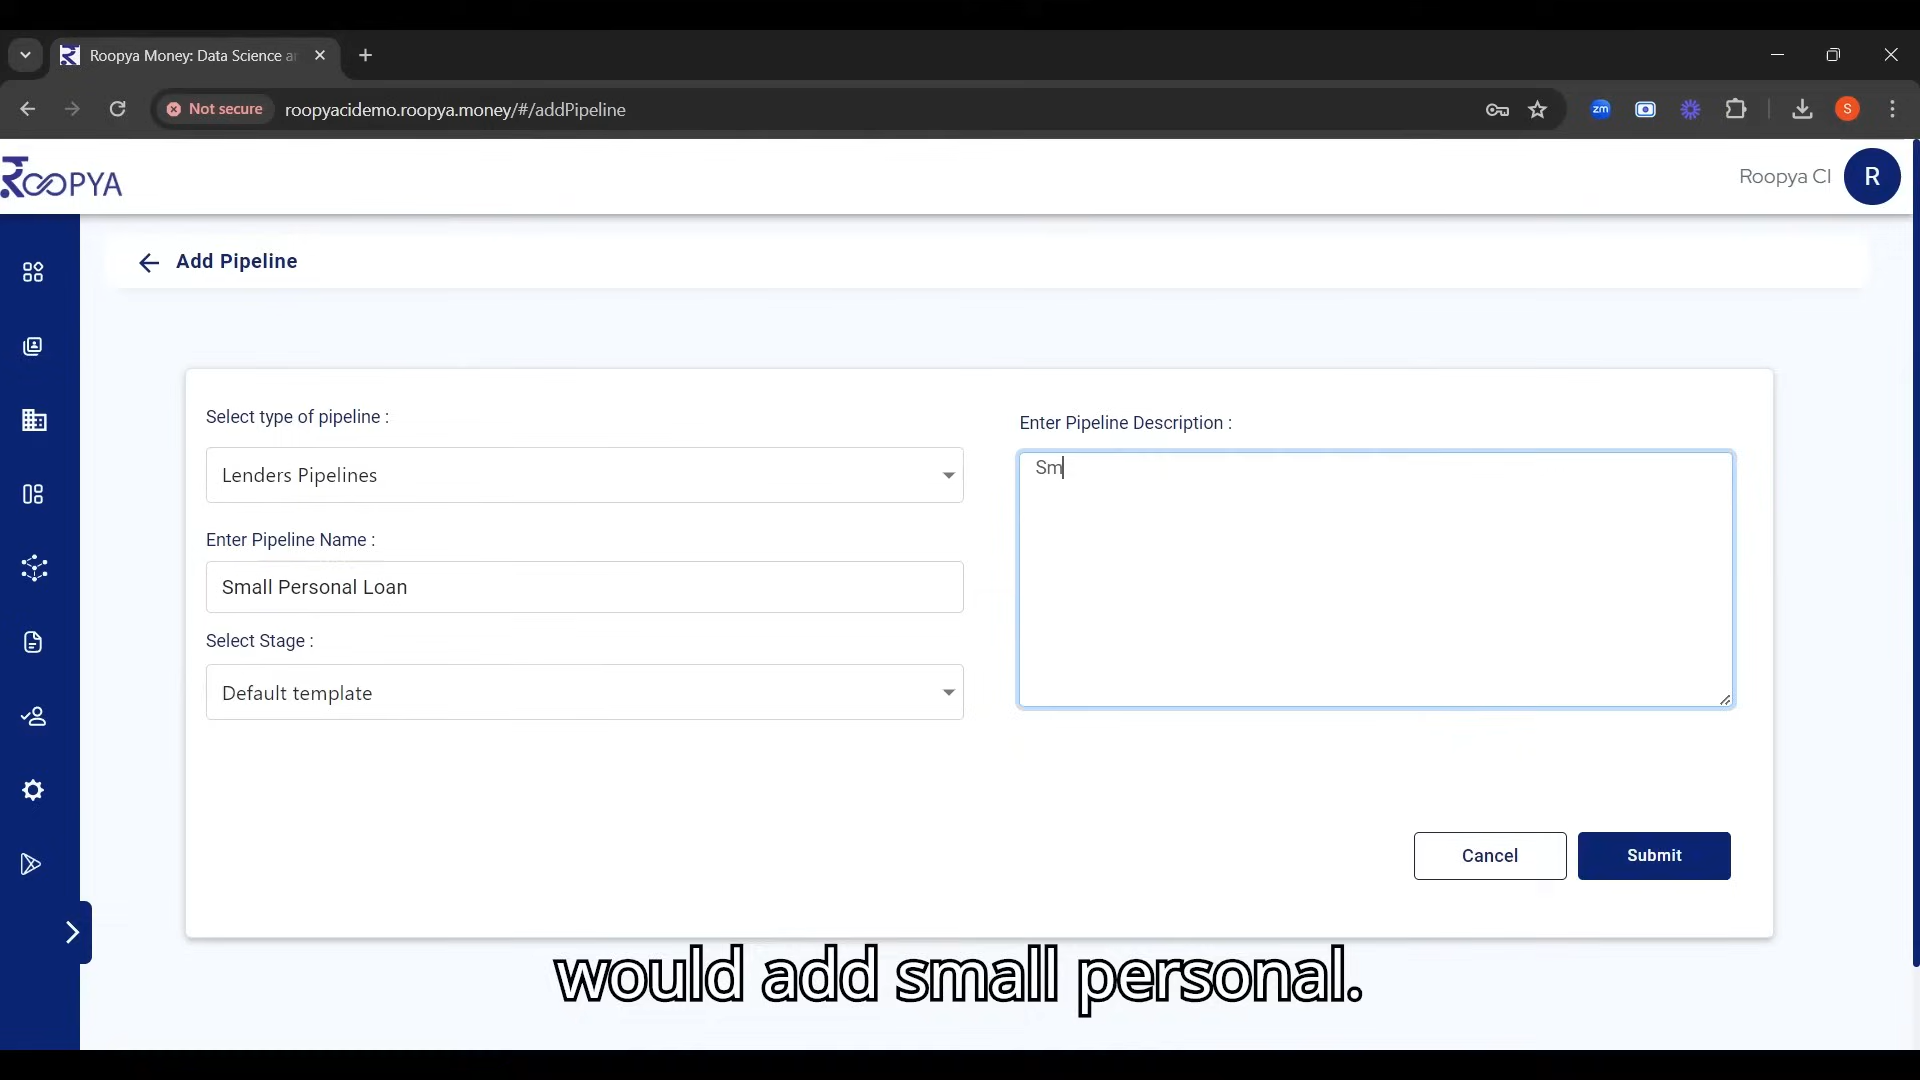 Roopya Money: Data Science a
Not secure
roopyacidemo.roopya.money/#/addPipeline
zm
S
ROOPYA
Roopya CI
R
Add Pipeline
Select type of pipeline :
Lenders Pipelines
Enter Pipeline Name :
Small Personal Loan
Select Stage :
Default template
Enter Pipeline Description :
Sm
Cancel
Submit
would add small personal.